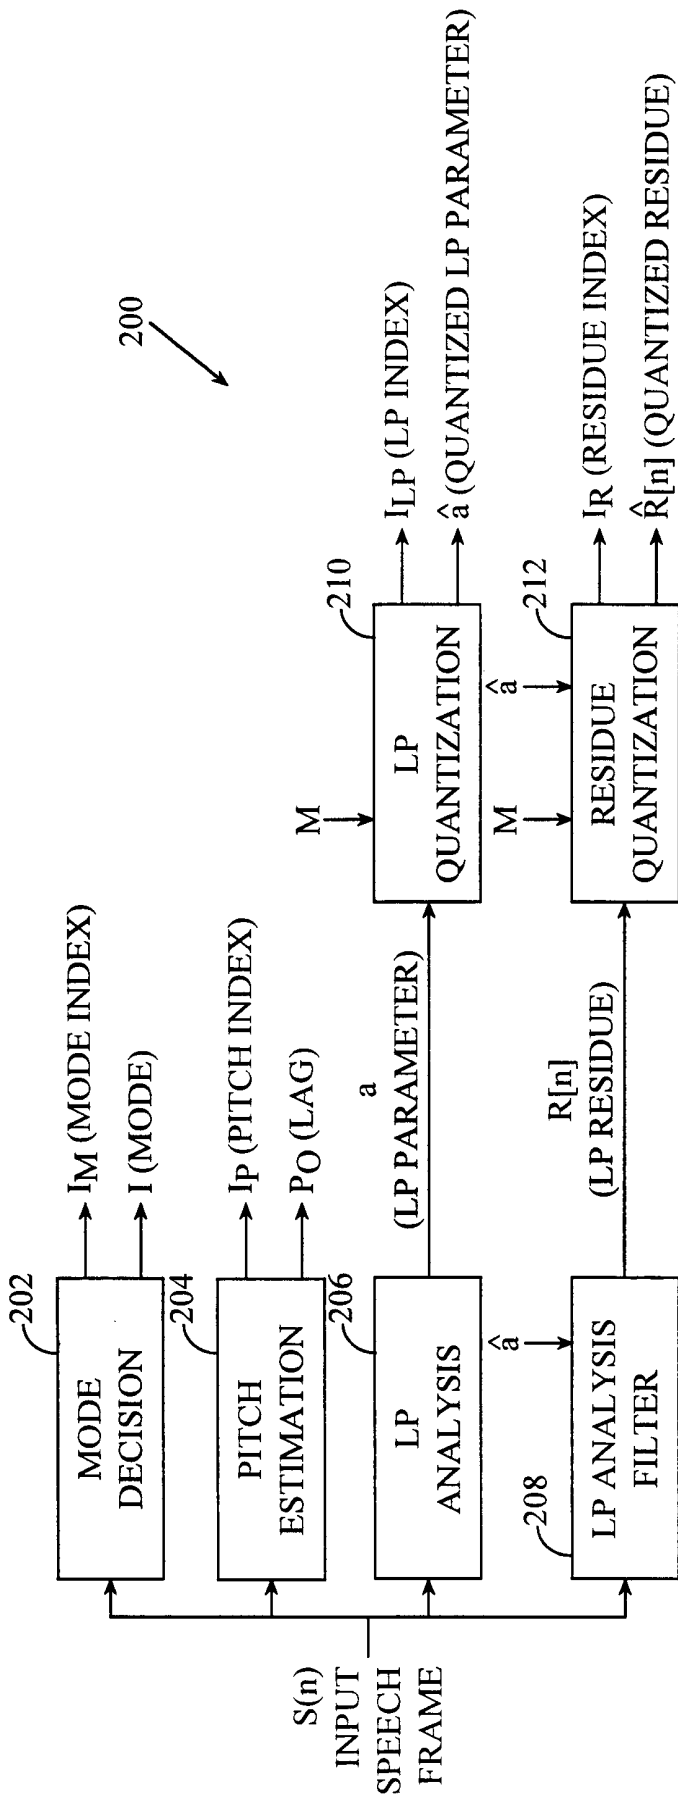 200
S(n)
INPUT
SPEECH
FRAME
202
MODE
DECISION
I_M (MODE INDEX)
I (MODE)
204
PITCH
ESTIMATION
I_P (PITCH INDEX)
P_O (LAG)
206
LP
ANALYSIS
a
(LP PARAMETER)
M
210
LP
QUANTIZATION
I_LP (LP INDEX)
â (QUANTIZED LP PARAMETER)
208
â
LP ANALYSIS
FILTER
R[n]
(LP RESIDUE)
M
â
212
RESIDUE
QUANTIZATION
I_R (RESIDUE INDEX)
R̂[n] (QUANTIZED RESIDUE)